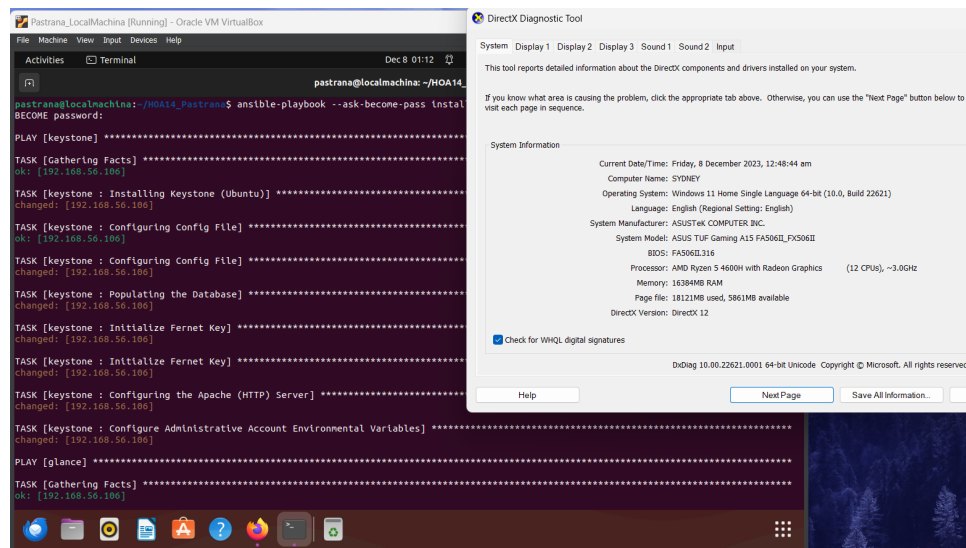 Pastrana_LocalMachina [Running] - Oracle VM VirtualBox
File Machine View Input Devices Help
Activities Terminal Dec 8 01:12
pastrana@localmachina: ~/HOA14_
pastrana@localmachina:~/HOA14_Pastrana$ ansible-playbook --ask-become-pass instal
BECOME password:
PLAY [keystone] ****************************************************************
TASK [Gathering Facts] *********************************************************
ok: [192.168.56.106]
TASK [keystone : Installing Keystone (Ubuntu)] *********************************
changed: [192.168.56.106]
TASK [keystone : Configuring Config File] **************************************
ok: [192.168.56.106]
TASK [keystone : Configuring Config File] **************************************
changed: [192.168.56.106]
TASK [keystone : Populating the Database] **************************************
changed: [192.168.56.106]
TASK [keystone : Initialize Fernet Key] ****************************************
changed: [192.168.56.106]
TASK [keystone : Initialize Fernet Key] ****************************************
changed: [192.168.56.106]
TASK [keystone : Configuring the Apache (HTTP) Server] *************************
changed: [192.168.56.106]
TASK [keystone : Configure Administrative Account Environmental Variables] *********************************************************************
changed: [192.168.56.106]
PLAY [glance] **************************************************************************************************************************************
TASK [Gathering Facts] *****************************************************************************************************************************
ok: [192.168.56.106]
DirectX Diagnostic Tool
System Display 1 Display 2 Display 3 Sound 1 Sound 2 Input
This tool reports detailed information about the DirectX components and drivers installed on your system.
If you know what area is causing the problem, click the appropriate tab above. Otherwise, you can use the "Next Page" button below to
visit each page in sequence.
System Information
Current Date/Time: Friday, 8 December 2023, 12:48:44 am
Computer Name: SYDNEY
Operating System: Windows 11 Home Single Language 64-bit (10.0, Build 22621)
Language: English (Regional Setting: English)
System Manufacturer: ASUSTeK COMPUTER INC.
System Model: ASUS TUF Gaming A15 FA506II_FX506II
BIOS: FA506II.316
Processor: AMD Ryzen 5 4600H with Radeon Graphics (12 CPUs), ~3.0GHz
Memory: 16384MB RAM
Page file: 18121MB used, 5861MB available
DirectX Version: DirectX 12
Check for WHQL digital signatures
DxDiag 10.00.22621.0001 64-bit Unicode Copyright © Microsoft. All rights reserved
Help Next Page Save All Information...